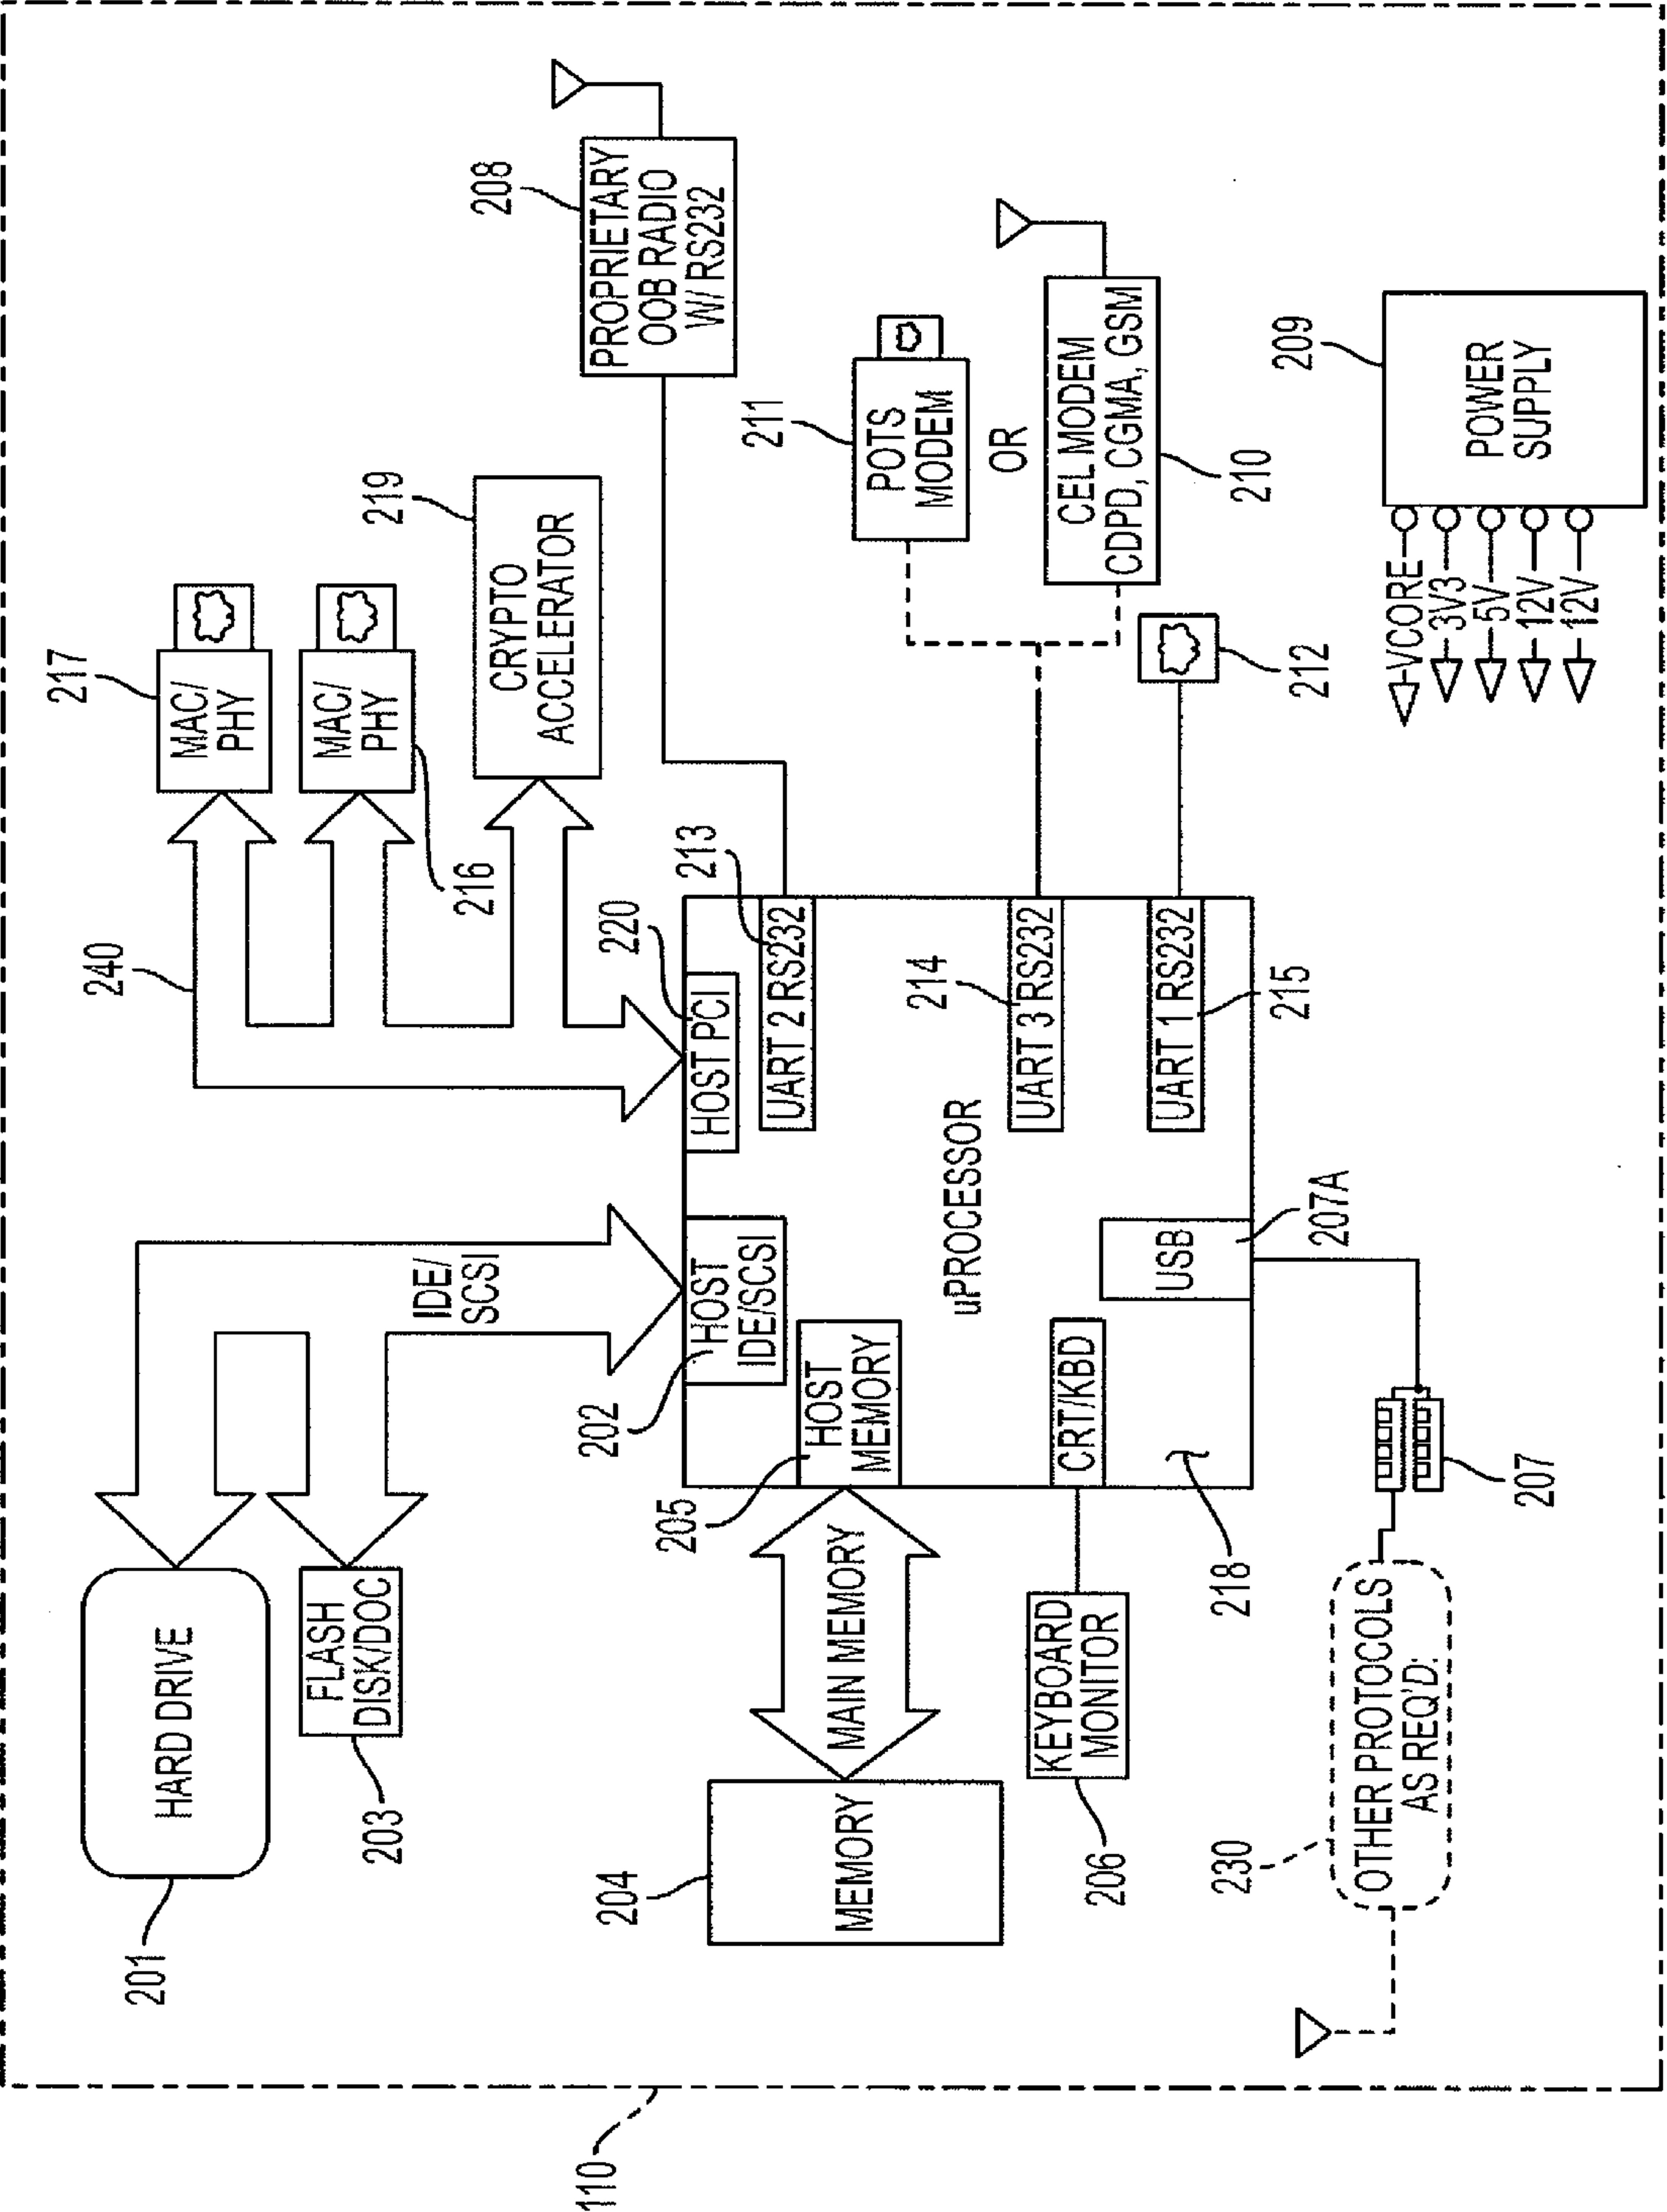 110
201
HARD DRIVE
203
FLASH
DISK/DOC
IDE/
SCSI
240
217
MAC/
PHY
216
MAC/
PHY
219
CRYPTO
ACCELERATOR
208
PROPRIETARY
OOB RADIO
W/ RS232
202
HOST
IDE/SCSI
220
HOST PCI
213
UART 2 RS232
204
MEMORY
MAIN MEMORY
205
HOST
MEMORY
uPROCESSOR
214
UART 3 RS232
211
POTS
MODEM
OR
CEL MODEM
CDPD, CGMA, GSM
210
206
KEYBOARD
MONITOR
CRT/KBD
218
USB
207A
UART 1 RS232
215
212
230
OTHER PROTOCOLS
AS REQ'D:
207
209
POWER
SUPPLY
VCORE
3V3
5V
12V
12V